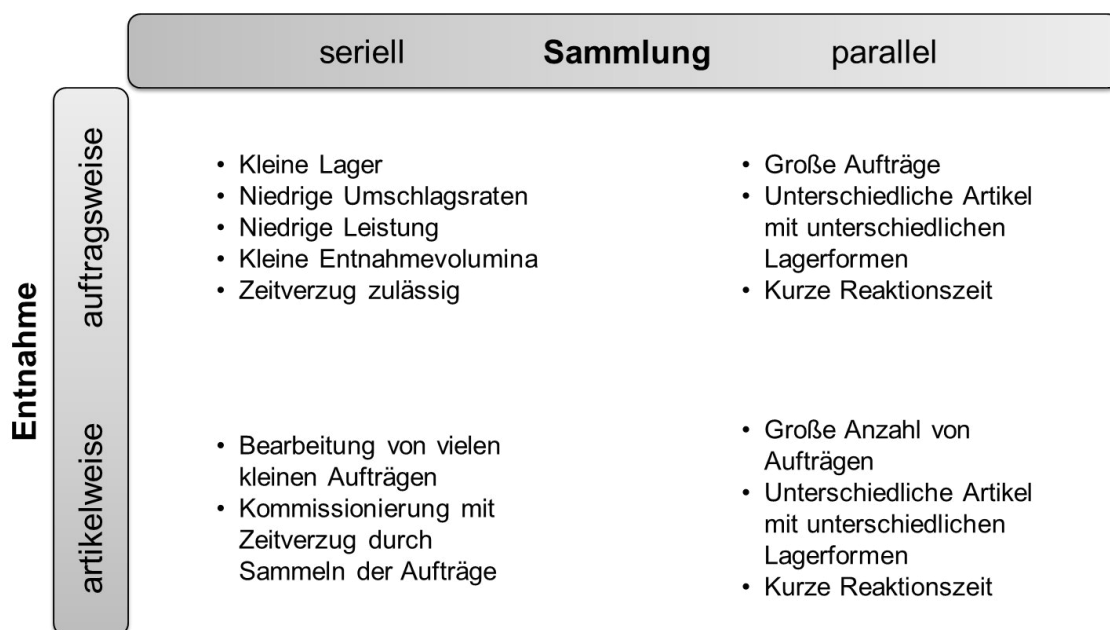 seriell Sammlung parallel
Entnahme
auftragsweise
• Kleine Lager
• Niedrige Umschlagsraten
• Niedrige Leistung
• Kleine Entnahmevolumina
• Zeitverzug zulässig
• Große Aufträge
• Unterschiedliche Artikel
mit unterschiedlichen
Lagerformen
• Kurze Reaktionszeit
artikelweise
• Bearbeitung von vielen
kleinen Aufträgen
• Kommissionierung mit
Zeitverzug durch
Sammeln der Aufträge
• Große Anzahl von
Aufträgen
• Unterschiedliche Artikel
mit unterschiedlichen
Lagerformen
• Kurze Reaktionszeit